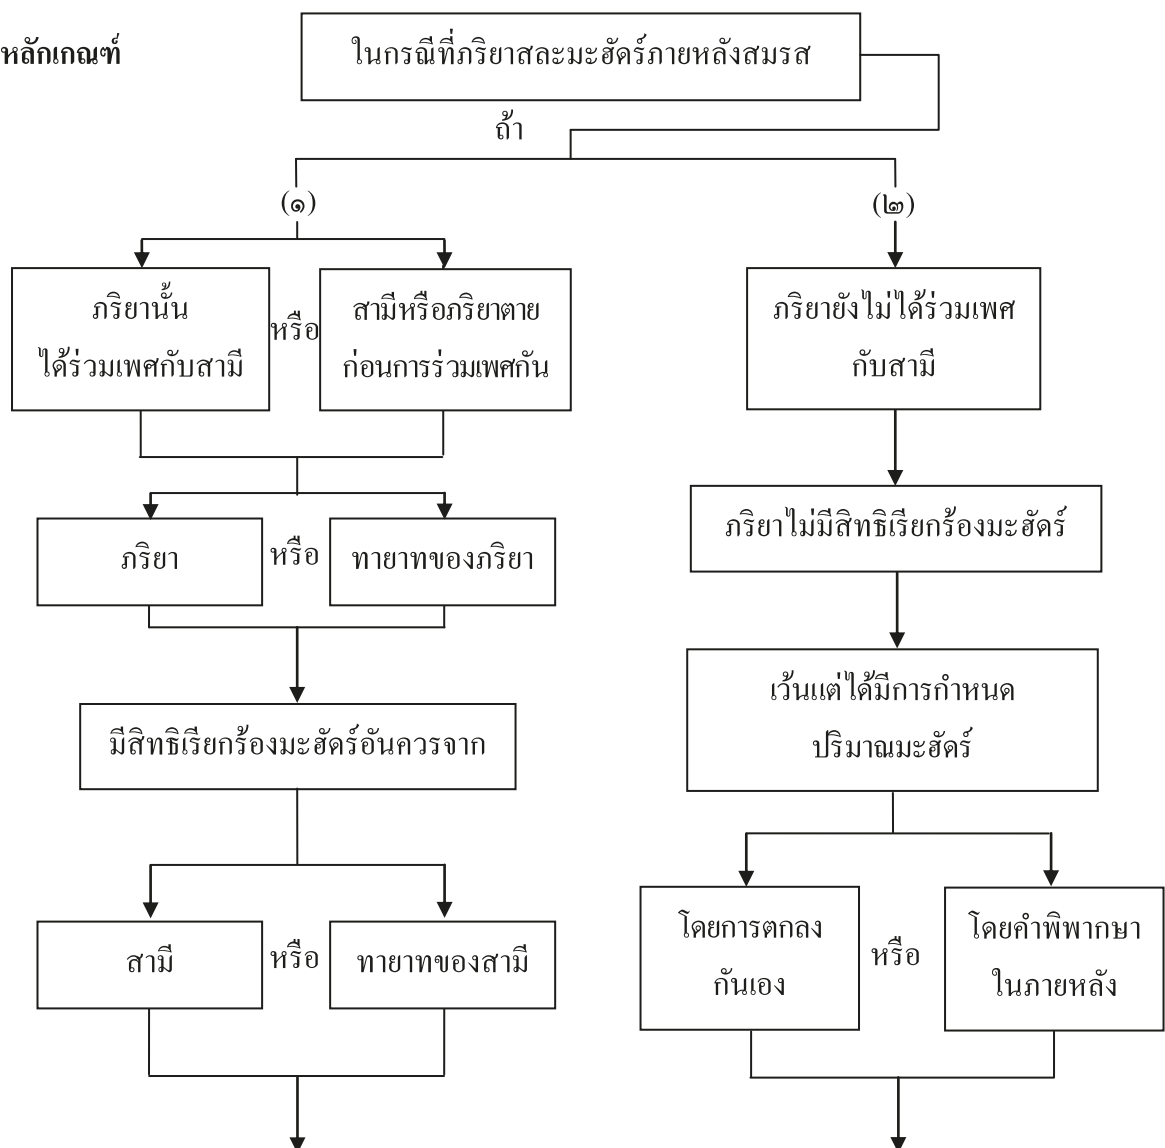 หลักเกณฑ์
ในกรณีที่ภริยาสละมะฮัดร์ภายหลังสมรส
ถ้า
(๑)
(๒)
ภริยานั้น
ได้ร่วมเพศกับสามี
หรือ
สามีหรือภริยาตาย
ก่อนการร่วมเพศกัน
ภริยายังไม่ได้ร่วมเพศ
กับสามี
ภริยา
หรือ
ทายาทของภริยา
ภริยาไม่มีสิทธิเรียกร้องมะฮัดร์
มีสิทธิเรียกร้องมะฮัดร์อันควรจาก
เว้นแต่ได้มีการกำหนด
ปริมาณมะฮัดร์
สามี
หรือ
ทายาทของสามี
โดยการตกลง
กันเอง
หรือ
โดยคำพิพากษา
ในภายหลัง